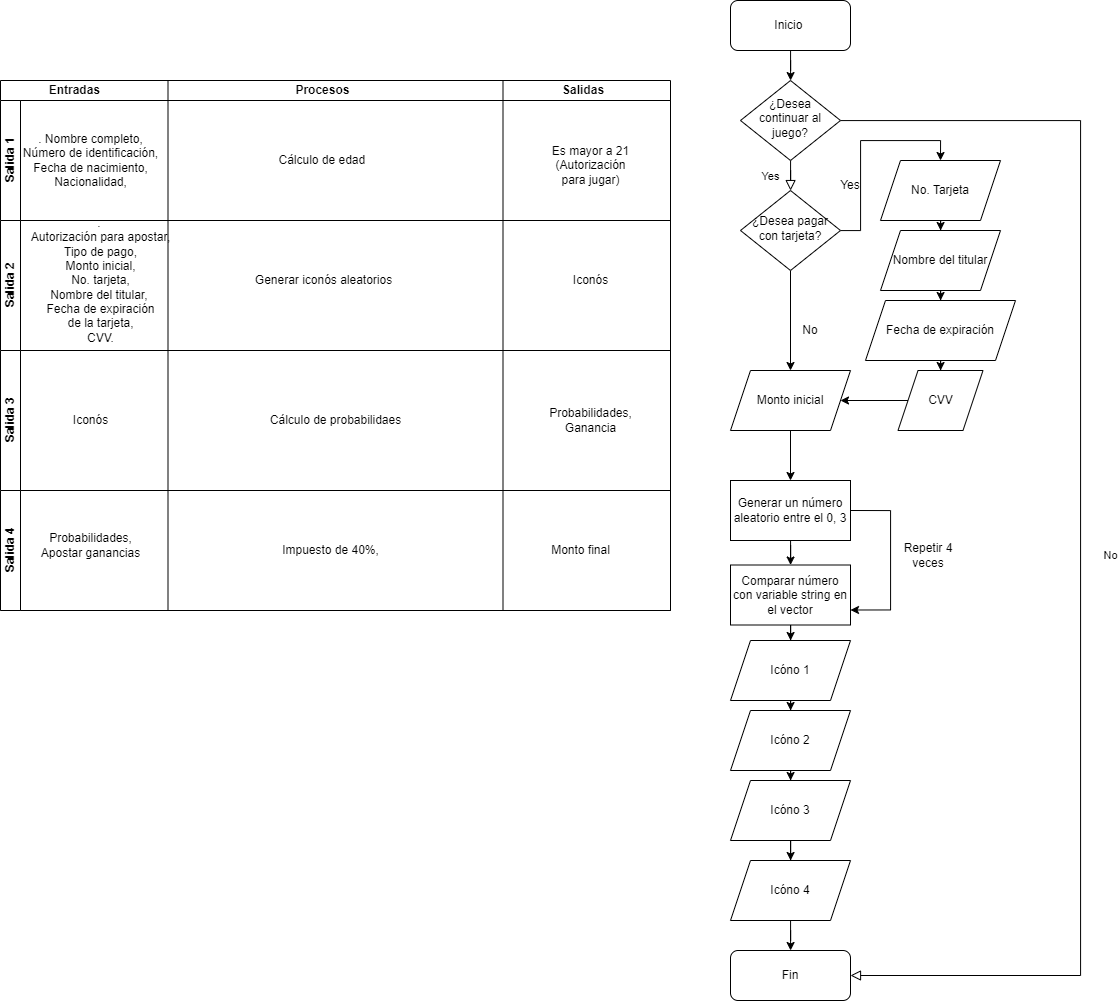 Entradas
Procesos
Salidas
Salida 1
. Nombre completo,
Número de identificación,
Fecha de nacimiento,
Nacionalidad,
Cálculo de edad
Es mayor a 21
(Autorización
para jugar)
Salida 2
.
Autorización para apostar,
Tipo de pago,
Monto inicial,
No. tarjeta,
Nombre del titular,
Fecha de expiración
de la tarjeta,
CVV.
Generar iconós aleatorios
Iconós
Salida 3
Iconós
Cálculo de probabilidaes
Probabilidades,
Ganancia
Salida 4
Probabilidades,
Apostar ganancias
Impuesto de 40%,
Monto final
Inicio
¿Desea
continuar al
juego?
Yes
¿Desea pagar
con tarjeta?
Yes
No. Tarjeta
Nombre del titular
Fecha de expiración
CVV
No
Monto inicial
Generar un número
aleatorio entre el 0, 3
Repetir 4
veces
No
Comparar número
con variable string en
el vector
Icóno 1
Icóno 2
Icóno 3
Icóno 4
Fin